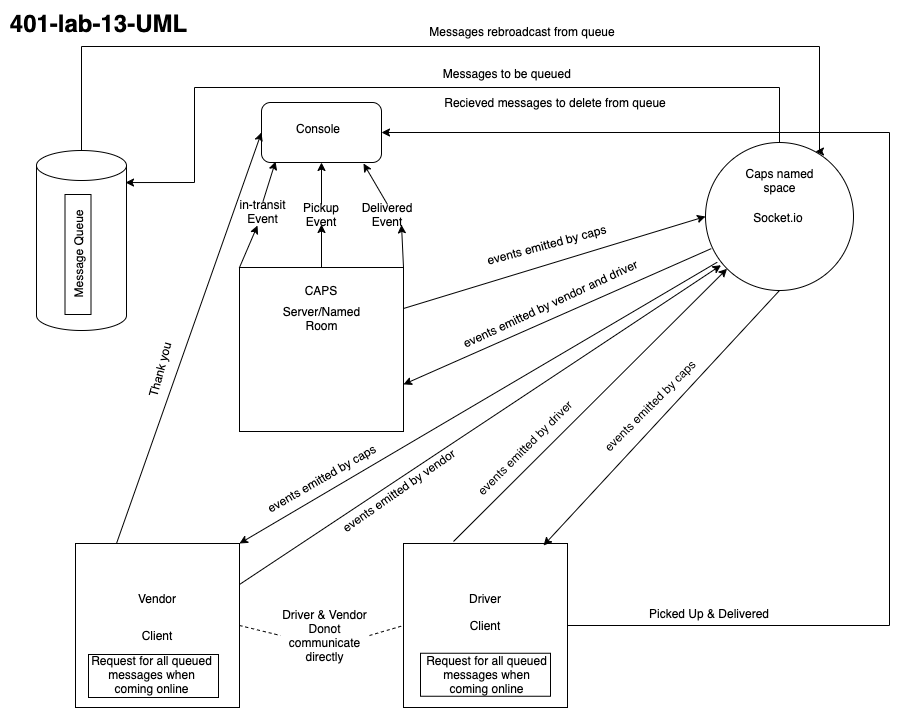 401-lab-13-UML
Messages rebroadcast from queue
Messages to be queued
Recieved messages to delete from queue
Console
Caps named
space
Socket.io
Message Queue
in-transit
Event
Pickup
Event
Delivered
Event
events emitted by caps
CAPS
Server/Named
Room
events emitted by vendor and driver
Thank you
events emitted by caps
events emitted by vendor
events emitted by driver
events emitted by caps
Vendor
Client
Request for all queued
messages when
coming online
Driver & Vendor
Donot
communicate
directly
Driver
Client
Request for all queued
messages when
coming online
Picked Up & Delivered